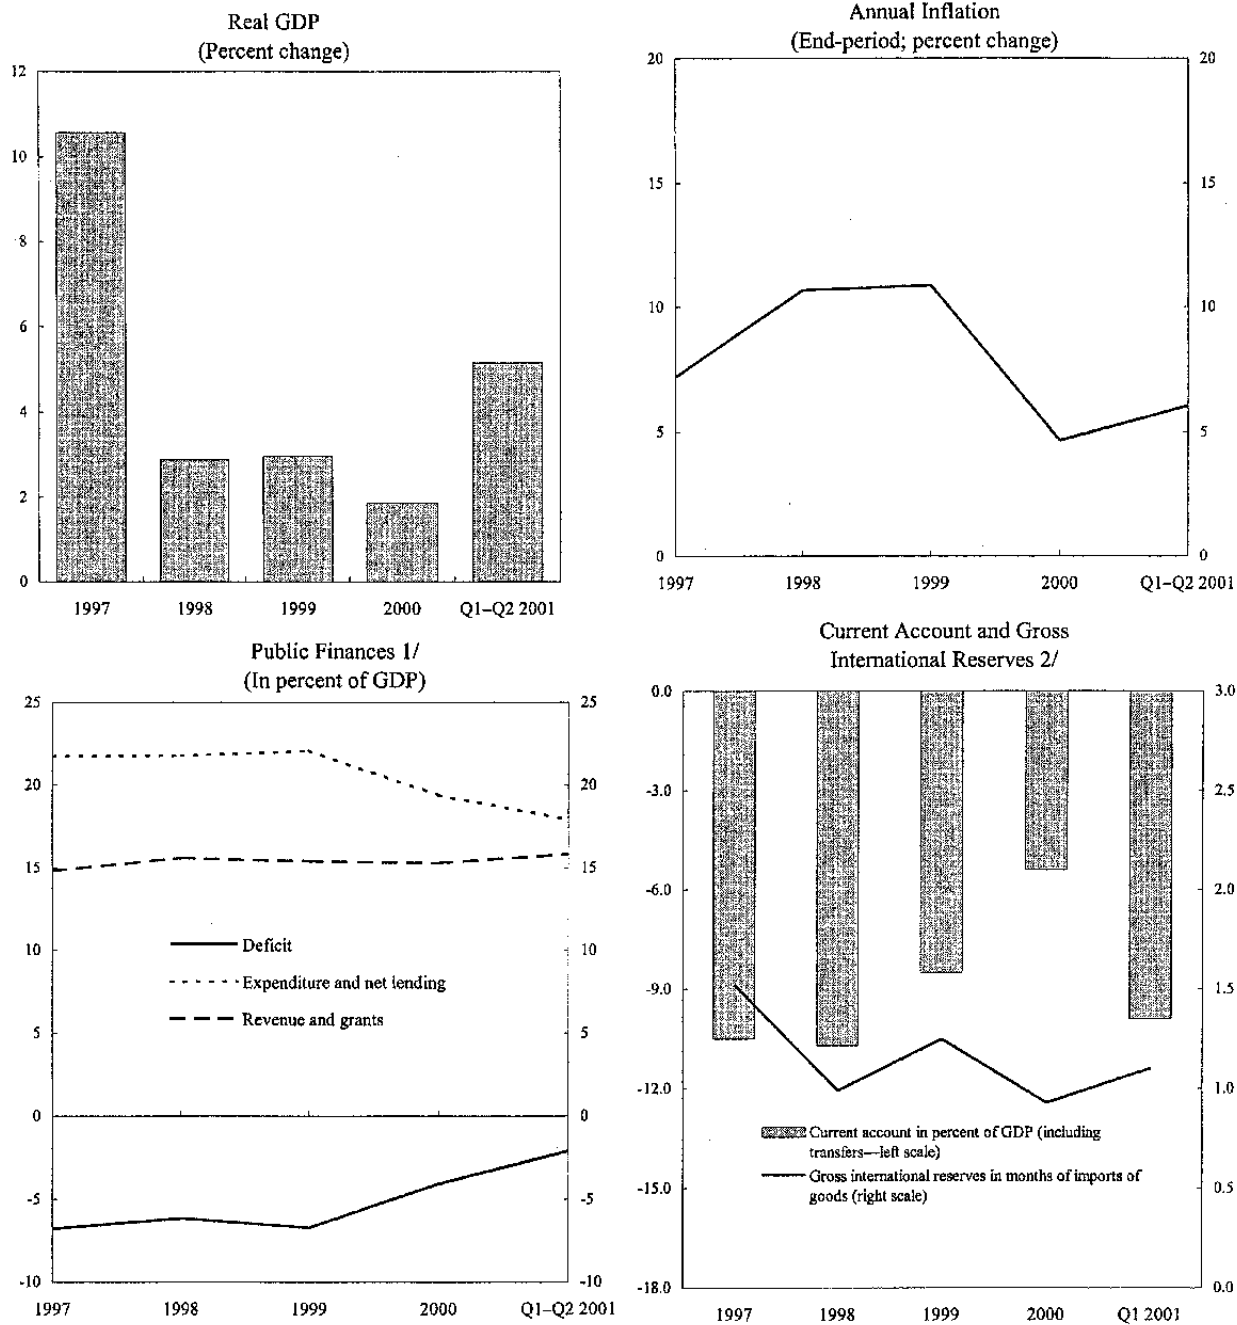 Real GDP
(Percent change)
12
10
8
6
4
2
0
1997 1998 1999 2000 Q1–Q2 2001
Annual Inflation
(End-period; percent change)
20 20
15 15
10 10
5 5
0 0
1997 1998 1999 2000 Q1–Q2 2001
Public Finances 1/
(In percent of GDP)
25 25
20 20
15 15
10 10
Deficit
Expenditure and net lending
Revenue and grants
5 5
0 0
-5 -5
-10 -10
1997 1998 1999 2000 Q1–Q2 2001
Current Account and Gross
International Reserves 2/
0.0 3.0
-3.0 2.5
-6.0 2.0
-9.0 1.5
-12.0 1.0
Current account in percent of GDP (including
transfers—left scale)
Gross international reserves in months of imports of
goods (right scale)
-15.0 0.5
-18.0 0.0
1997 1998 1999 2000 Q1 2001